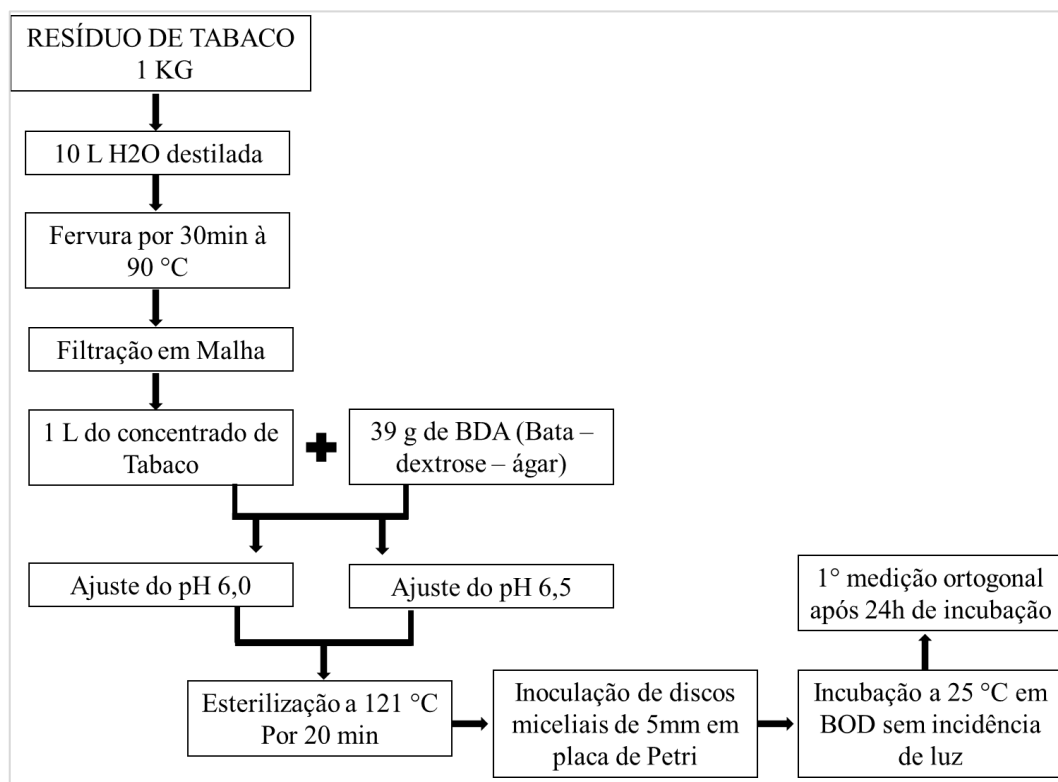 RESÍDUO DE TABACO
1 KG
10 L H2O destilada
Fervura por 30min à
90 °C
Filtração em Malha
1 L do concentrado de
Tabaco
39 g de BDA (Bata –
dextrose – ágar)
Ajuste do pH 6,0
Ajuste do pH 6,5
Esterilização a 121 °C
Por 20 min
Inoculação de discos
miceliais de 5mm em
placa de Petri
Incubação a 25 °C em
BOD sem incidência
de luz
1° medição ortogonal
após 24h de incubação